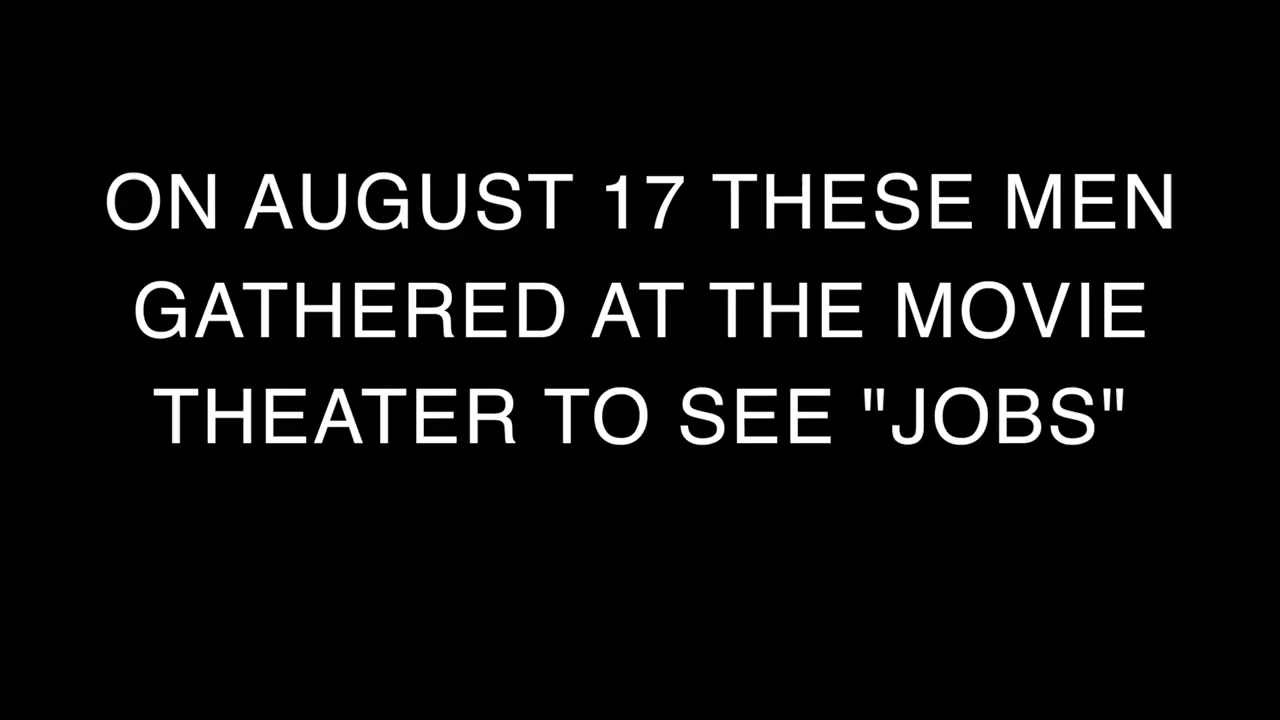 ON AUGUST 17 THESE MEN
GATHERED AT THE MOVIE
THEATER TO SEE "JOBS"